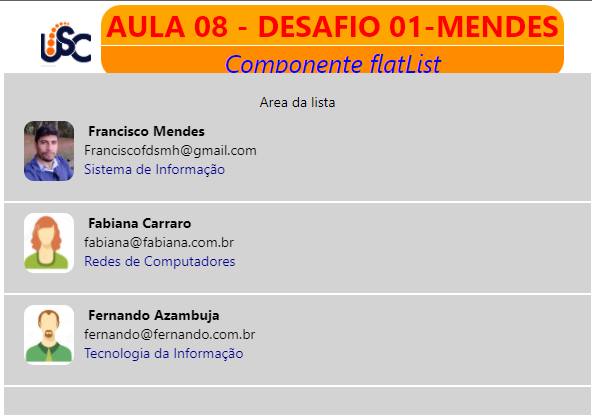 USC
AULA 08 - DESAFIO 01-MENDES
Componente flatList
Area da lista
Francisco Mendes
Franciscofdsmh@gmail.com
Sistema de Informação
Fabiana Carraro
fabiana@fabiana.com.br
Redes de Computadores
Fernando Azambuja
fernando@fernando.com.br
Tecnologia da Informação